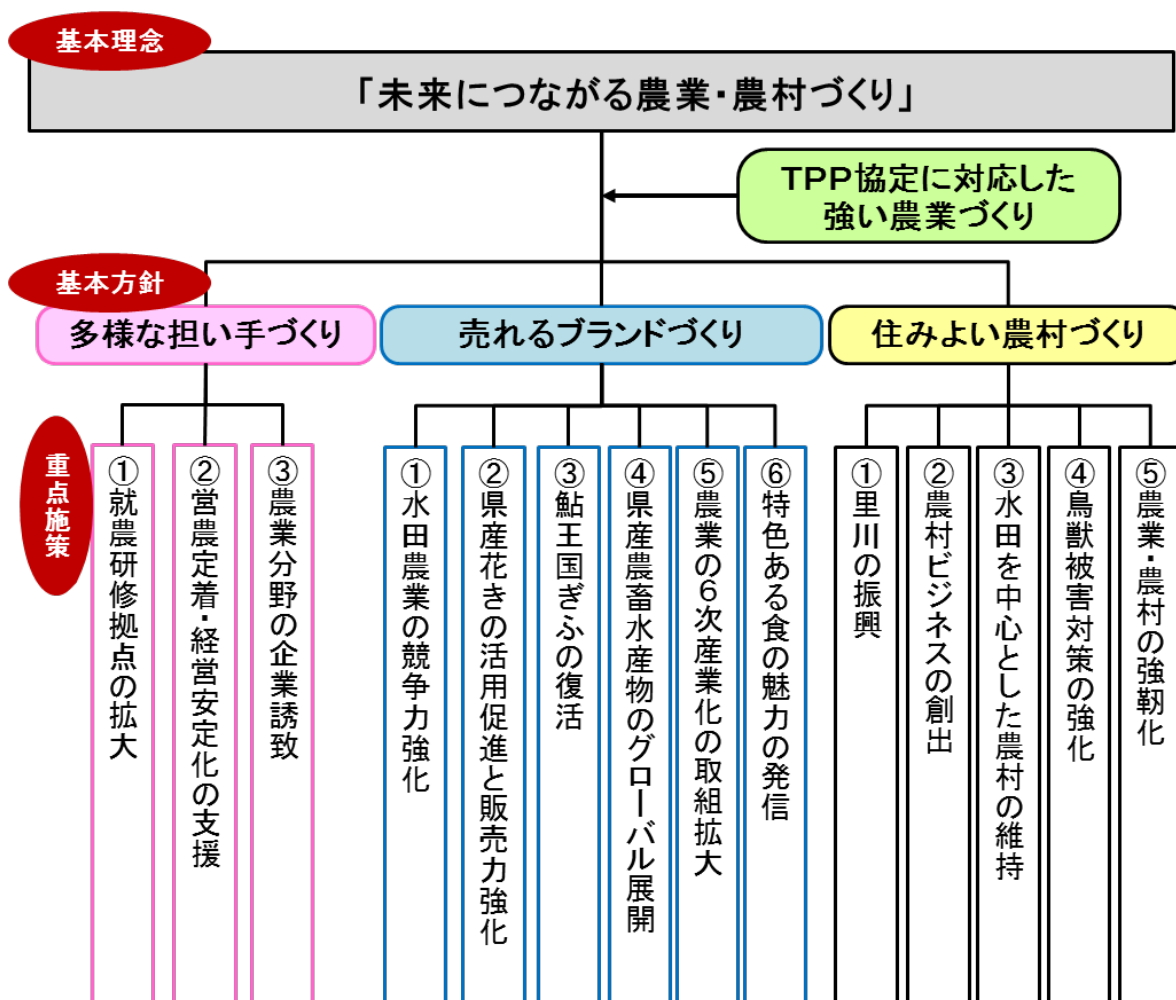 基本理念
「未来につながる農業・農村づくり」
TPP協定に対応した
強い農業づくり
基本方針
多様な担い手づくり
売れるブランドづくり
住みよい農村づくり
重点施策
①就農研修拠点の拡大
②営農定着・経営安定化の支援
③農業分野の企業誘致
①水田農業の競争力強化
②県産花きの活用促進と販売力強化
③鮎王国ぎふの復活
④県産農畜水産物のグローバル展開
⑤農業の6次産業化の取組拡大
⑥特色ある食の魅力の発信
①里川の振興
②農村ビジネスの創出
③水田を中心とした農村の維持
④鳥獣被害対策の強化
⑤農業・農村の強靭化